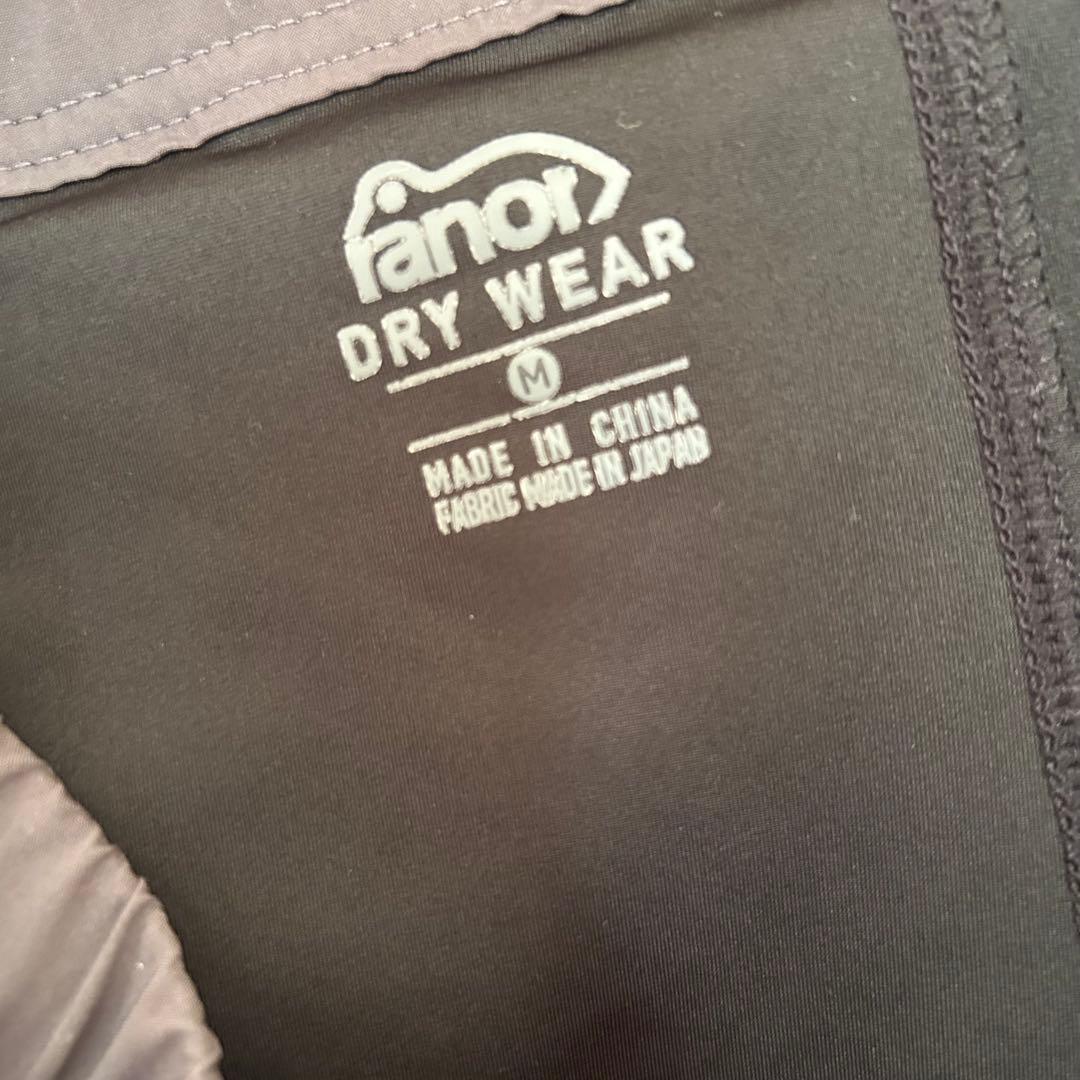 ranor
DRY WEAR
M
MADE IN CHINA
FABRIC MADE IN JAPAN